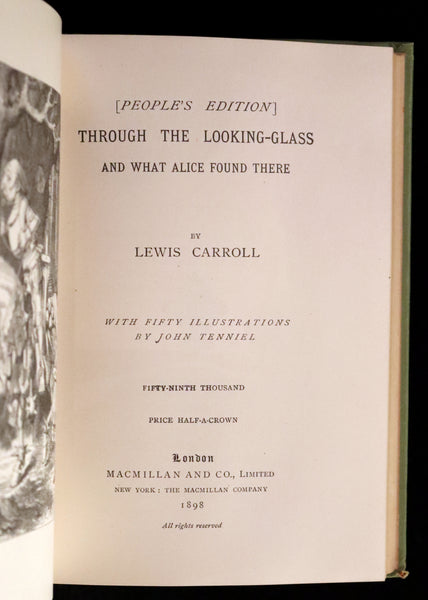 [PEOPLE'S EDITION]
THROUGH THE LOOKING-GLASS
AND WHAT ALICE FOUND THERE
BY
LEWIS CARROLL
WITH FIFTY ILLUSTRATIONS
BY JOHN TENNIEL
FIFTY-NINTH THOUSAND
PRICE HALF-A-CROWN
London
MACMILLAN AND CO., LIMITED
NEW YORK: THE MACMILLAN COMPANY
1898
All rights reserved